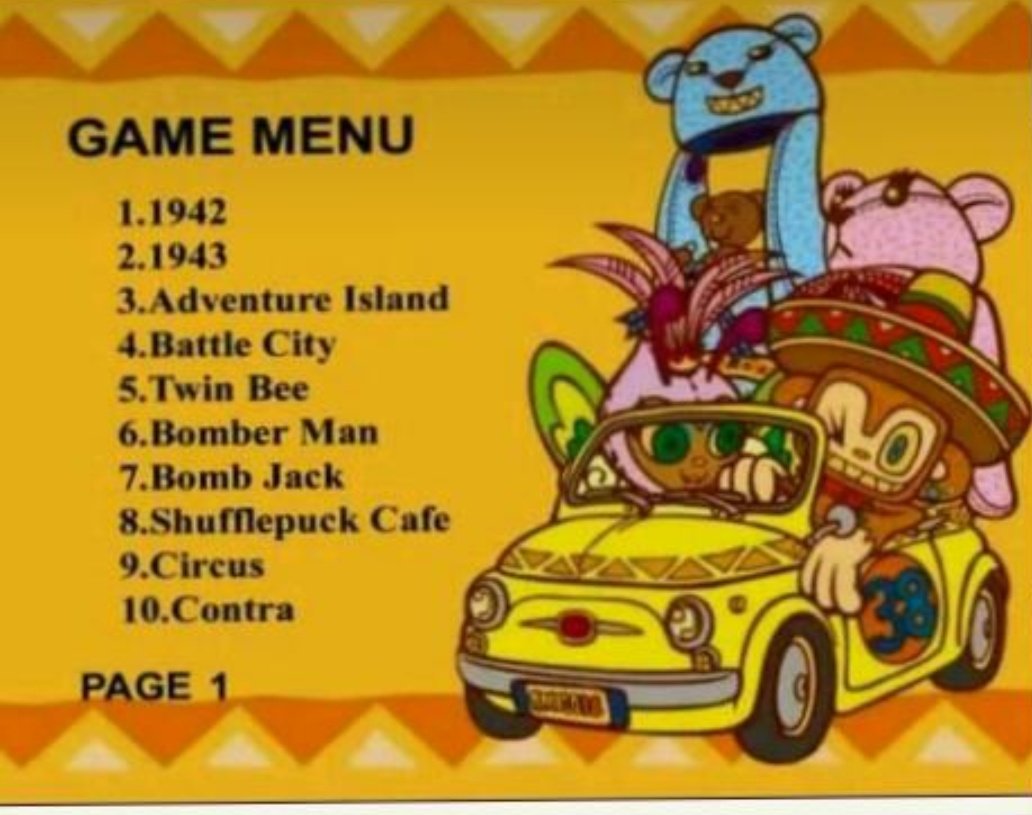 GAME MENU
1.1942
2.1943
3.Adventure Island
4.Battle City
5.Twin Bee
6.Bomber Man
7.Bomb Jack
8.Shufflepuck Cafe
9.Circus
10.Contra
PAGE 1
38